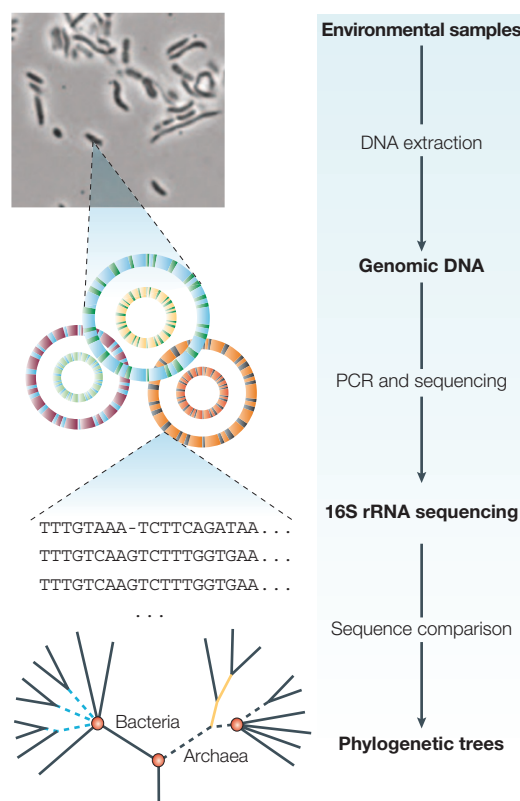 Environmental samples
DNA extraction
Genomic DNA
PCR and sequencing
16S rRNA sequencing
Sequence comparison
Phylogenetic trees
TTTGTAAA-TCTTCAGATAA...
TTTGTCAAGTCTTTGGTGAA...
TTTGTCAAGTCTTTGGTGAA...
...
Bacteria
Archaea